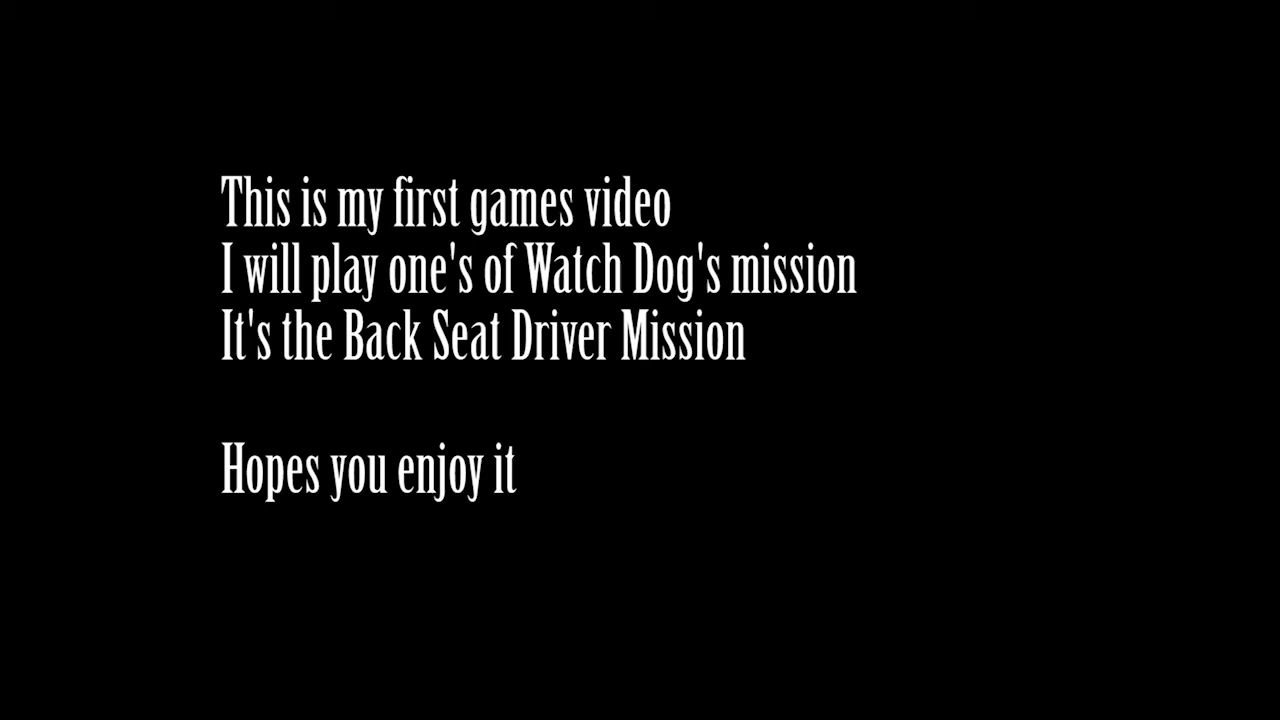 This is my first games video
I will play one's of Watch Dog's mission
It's the Back Seat Driver Mission
Hopes you enjoy it